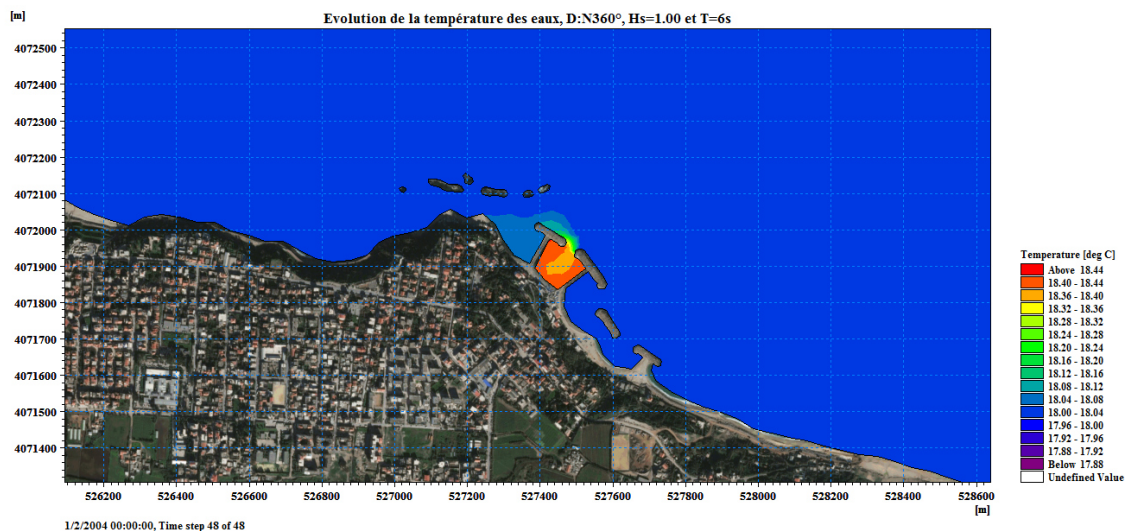 [m]
Evolution de la température des eaux, D:N360°, Hs=1.00 et T=6s
4072500
4072400
4072300
4072200
4072100
4072000
4071900
4071800
4071700
4071600
4071500
4071400
526200 526400 526600 526800 527000 527200 527400 527600 527800 528000 528200 528400 528600
[m]
Temperature [deg C]
Above 18.44
18.40 - 18.44
18.36 - 18.40
18.32 - 18.36
18.28 - 18.32
18.24 - 18.28
18.20 - 18.24
18.16 - 18.20
18.12 - 18.16
18.08 - 18.12
18.04 - 18.08
18.00 - 18.04
17.96 - 18.00
17.92 - 17.96
17.88 - 17.92
Below 17.88
Undefined Value
1/2/2004 00:00:00, Time step 48 of 48